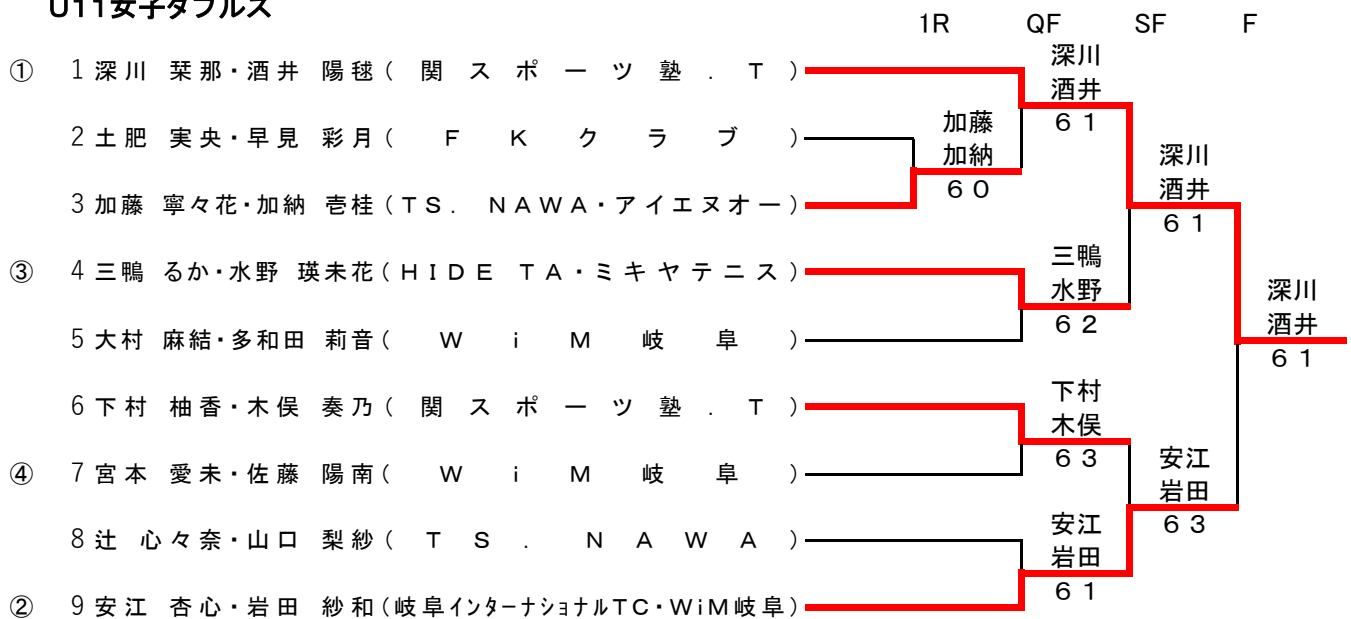 U11女子ダブルス
1R QF SF F
① 1 深川 栞那・酒井 陽毬(関スポーツ塾.T)
2 土肥 実央・早見 彩月(FKクラブ)
3 加藤 寧々花・加納 壱桂(TS. NAWA・アイエヌオー)
③ 4 三鴨 るか・水野 瑛未花(HIDE TA・ミキヤテニス)
5 大村 麻結・多和田 莉音(WiM岐阜)
6 下村 柚香・木俣 奏乃(関スポーツ塾.T)
④ 7 宮本 愛未・佐藤 陽南(WiM岐阜)
8 辻 心々奈・山口 梨紗(TS. NAWA)
② 9 安江 杏心・岩田 紗和(岐阜インターナショナルTC・WiM岐阜)
加藤
加納
60
深川
酒井
61
三鴨
水野
62
下村
木俣
63
安江
岩田
61
深川
酒井
61
安江
岩田
63
深川
酒井
61